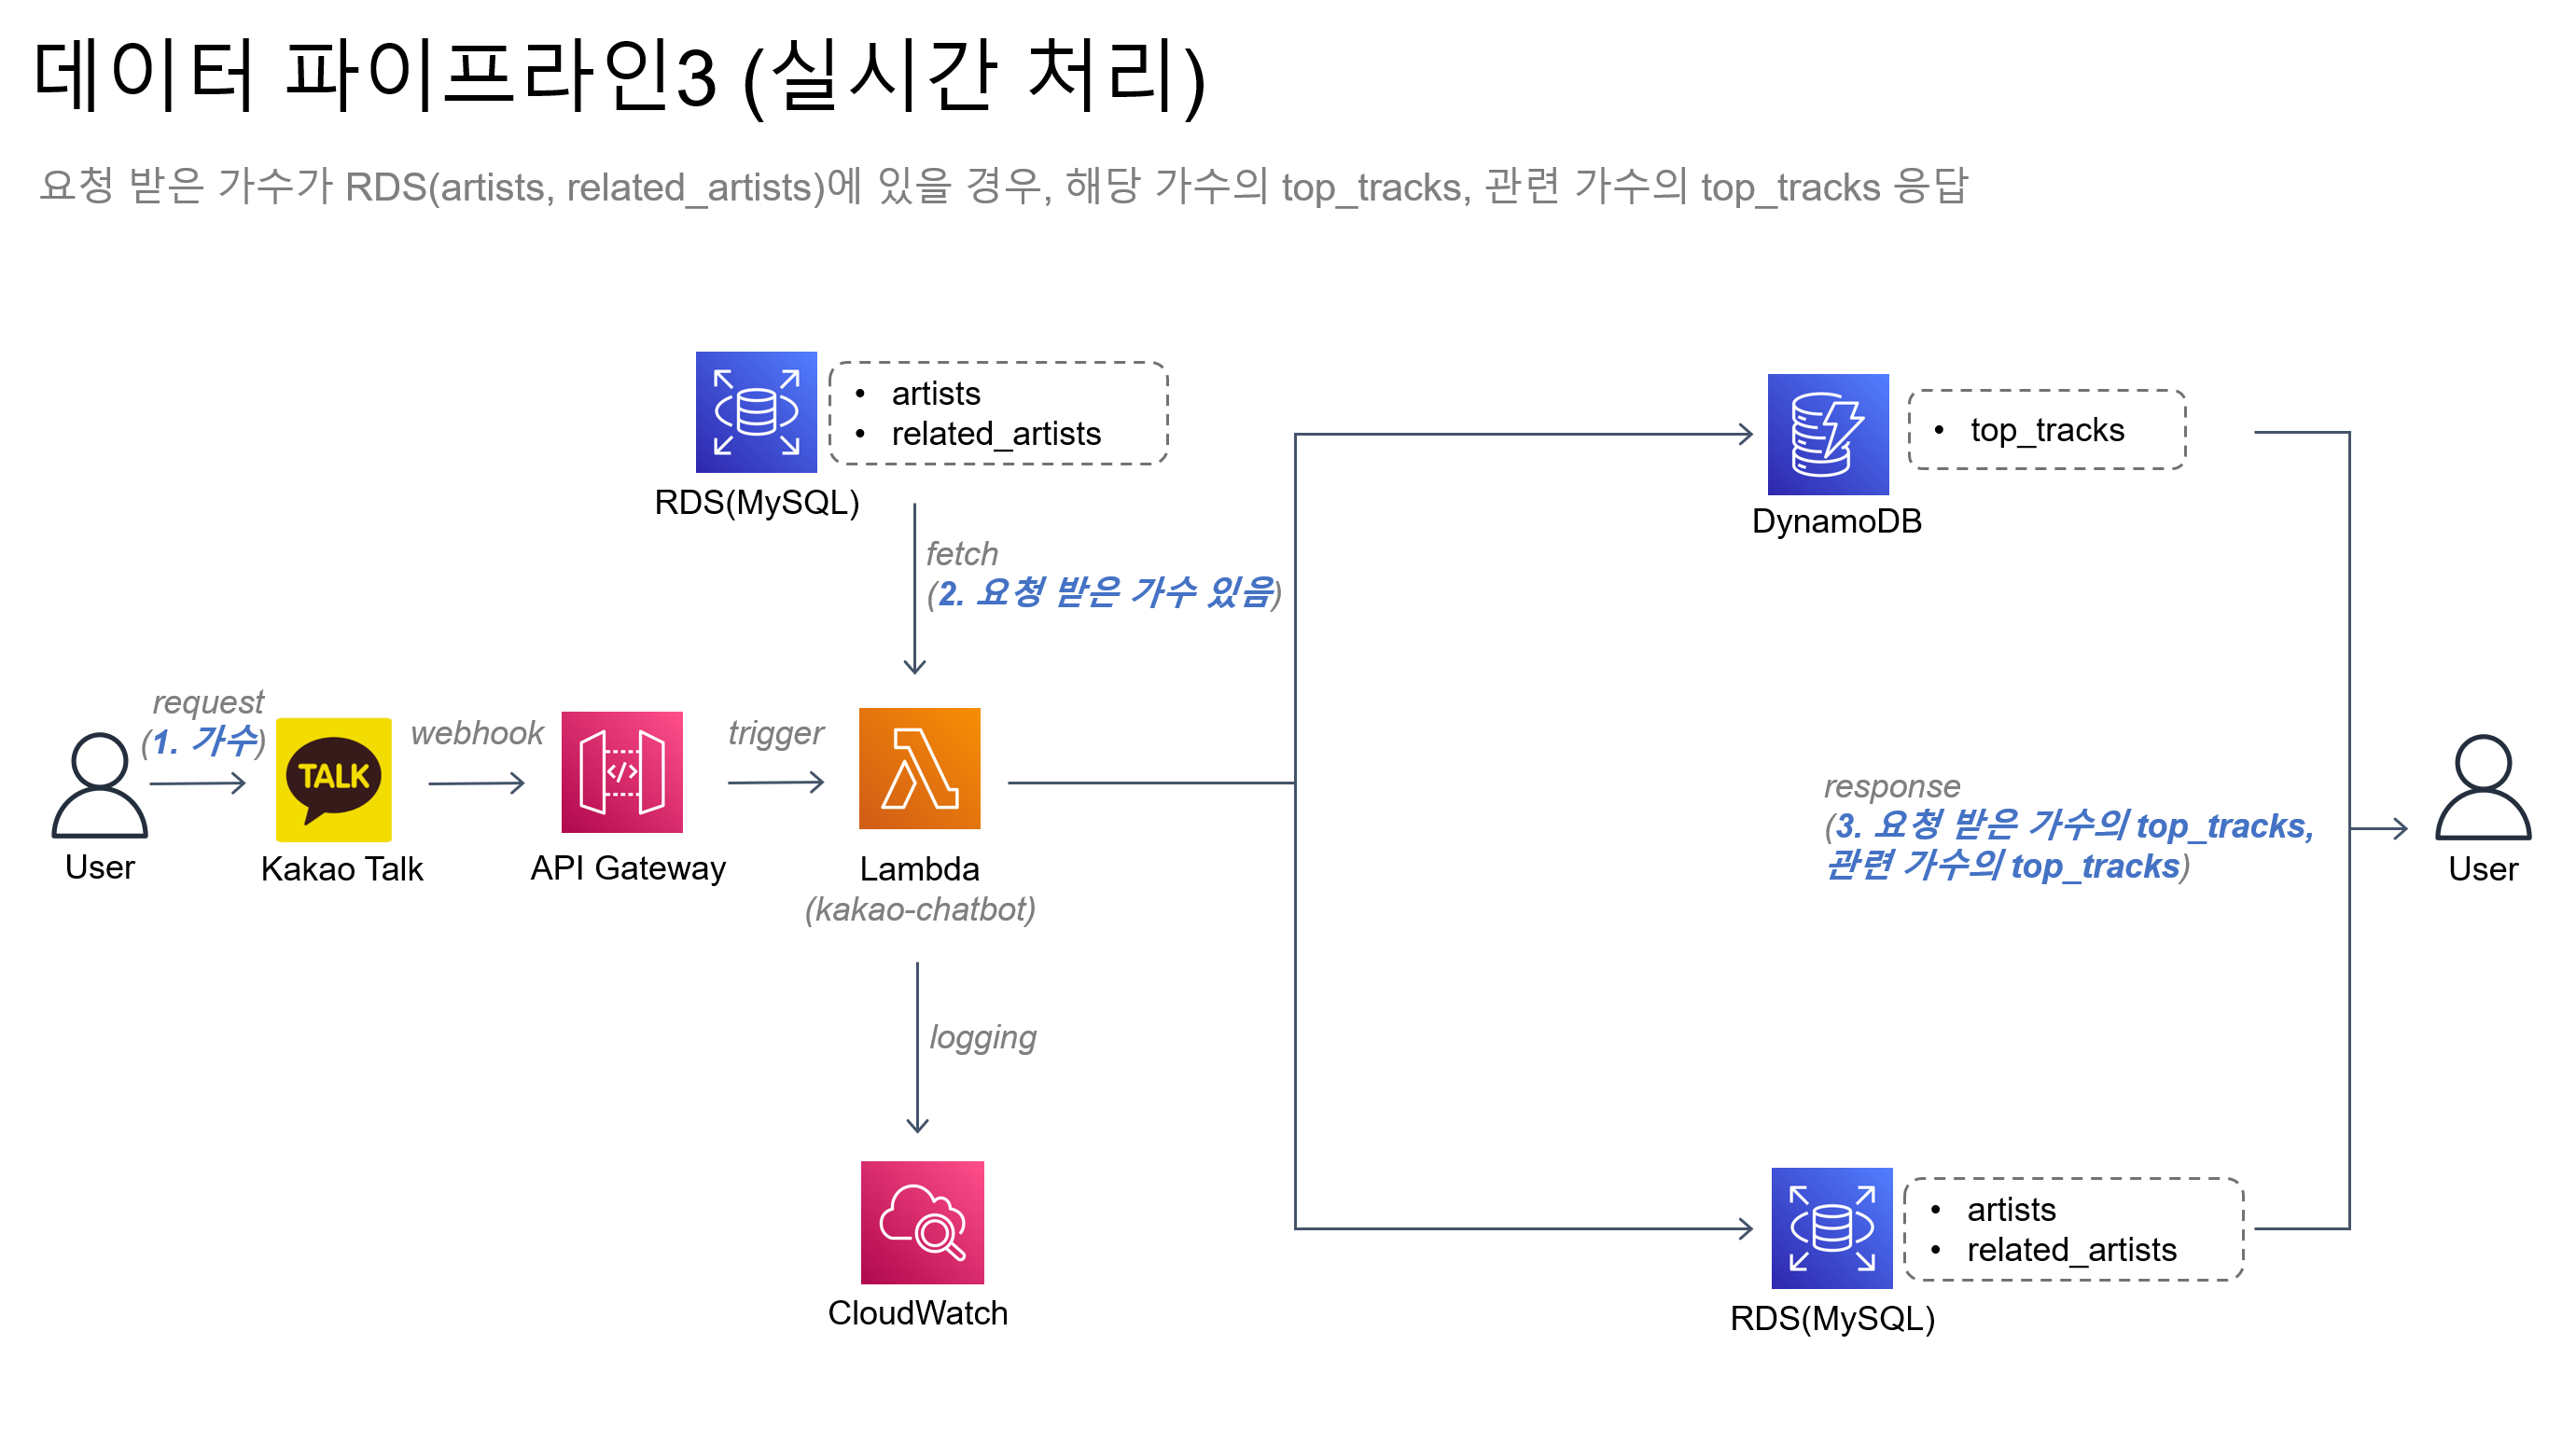 데이터 파이프라인3 (실시간 처리)
요청 받은 가수가 RDS(artists, related_artists)에 있을 경우, 해당 가수의 top_tracks, 관련 가수의 top_tracks 응답
• artists
• related_artists
RDS(MySQL)
• top_tracks
DynamoDB
fetch
(2. 요청 받은 가수 있음)
request
(1. 가수)
webhook
trigger
TALK
User
Kakao Talk
API Gateway
Lambda
(kakao-chatbot)
response
(3. 요청 받은 가수의 top_tracks,
관련 가수의 top_tracks)
User
logging
CloudWatch
• artists
• related_artists
RDS(MySQL)